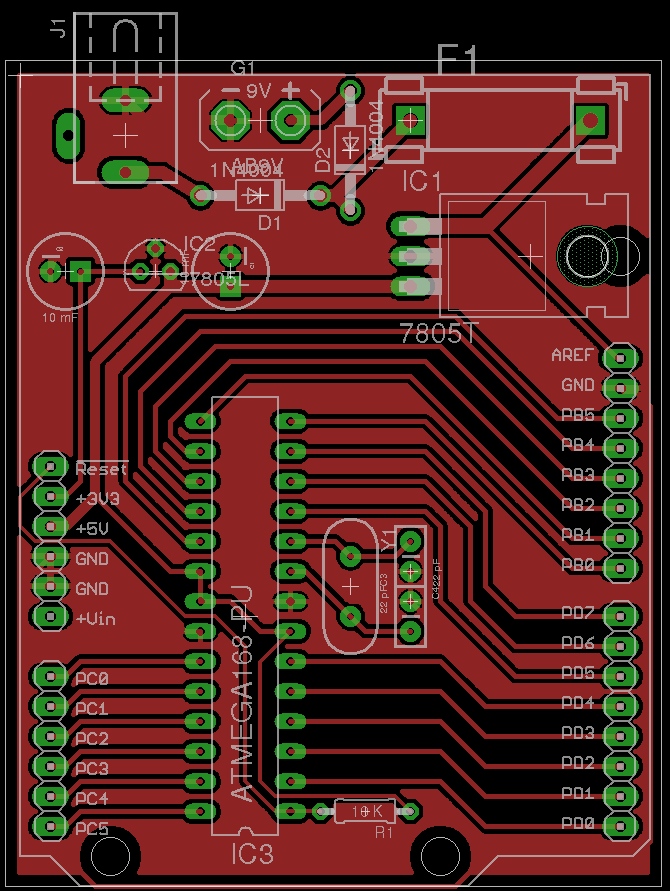 J1
G1
F1
9V
1N4004
D2
AB9V
1N4004
D1
IC1
IC2
7805L
10 mF
7805T
AREF
GND
PB5
PB4
PB3
PB2
PB1
PB0
Reset
+3V3
+5V
GND
GND
+Vin
Y1
22 pF
C3
C4
22 pF
ATMEGA168-PU
PD7
PD6
PD5
PD4
PD3
PD2
PD1
PD0
PC0
PC1
PC2
PC3
PC4
PC5
10 K
R1
IC3